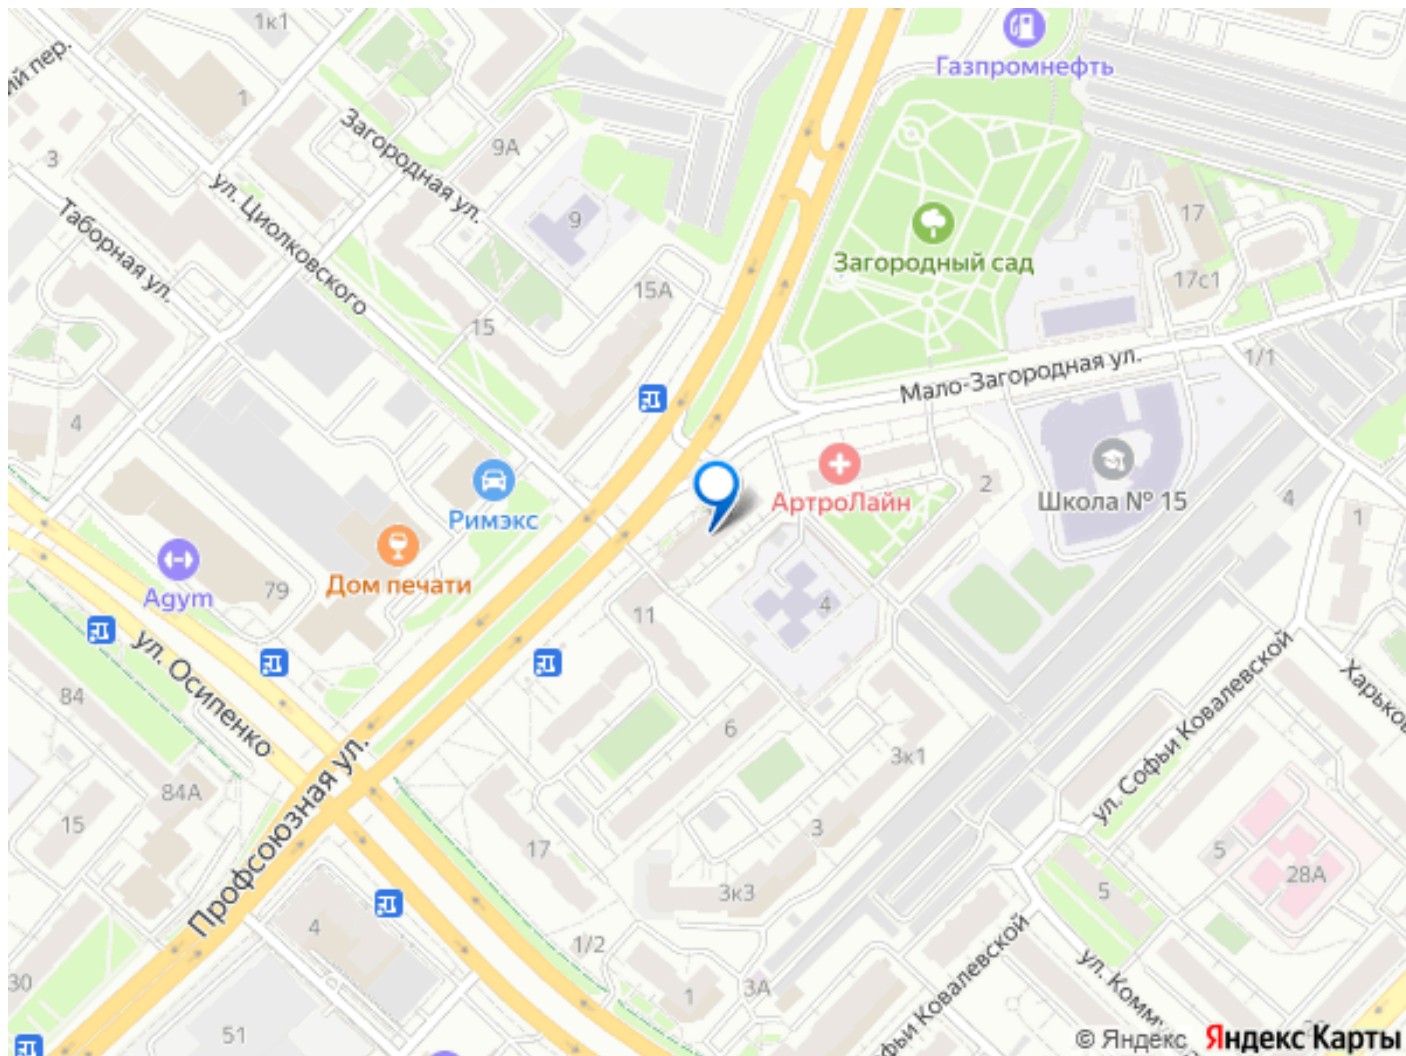 1к1
Газпромнефть
ий пер.
1
Загородная ул.
9А
3
ул. Циолковского
Таборная ул.
9
17
Загородный сад
17с1
15А
15
1/1
Мало-Загородная ул.
4
АртроЛайн
2
Школа № 15
4
1
Римэкс
Дом печати
79
Agym
11
4
ул. Осипенко
84
6
3к1
ул. Софьи Ковалевской
Харьков
84А
15
Профсоюзная ул.
17
3
3к3
5
28А
5
4
1/2
30
51
1
3А
фьи Ковалевской
ул. Комму
© Яндекс Яндекс Карты